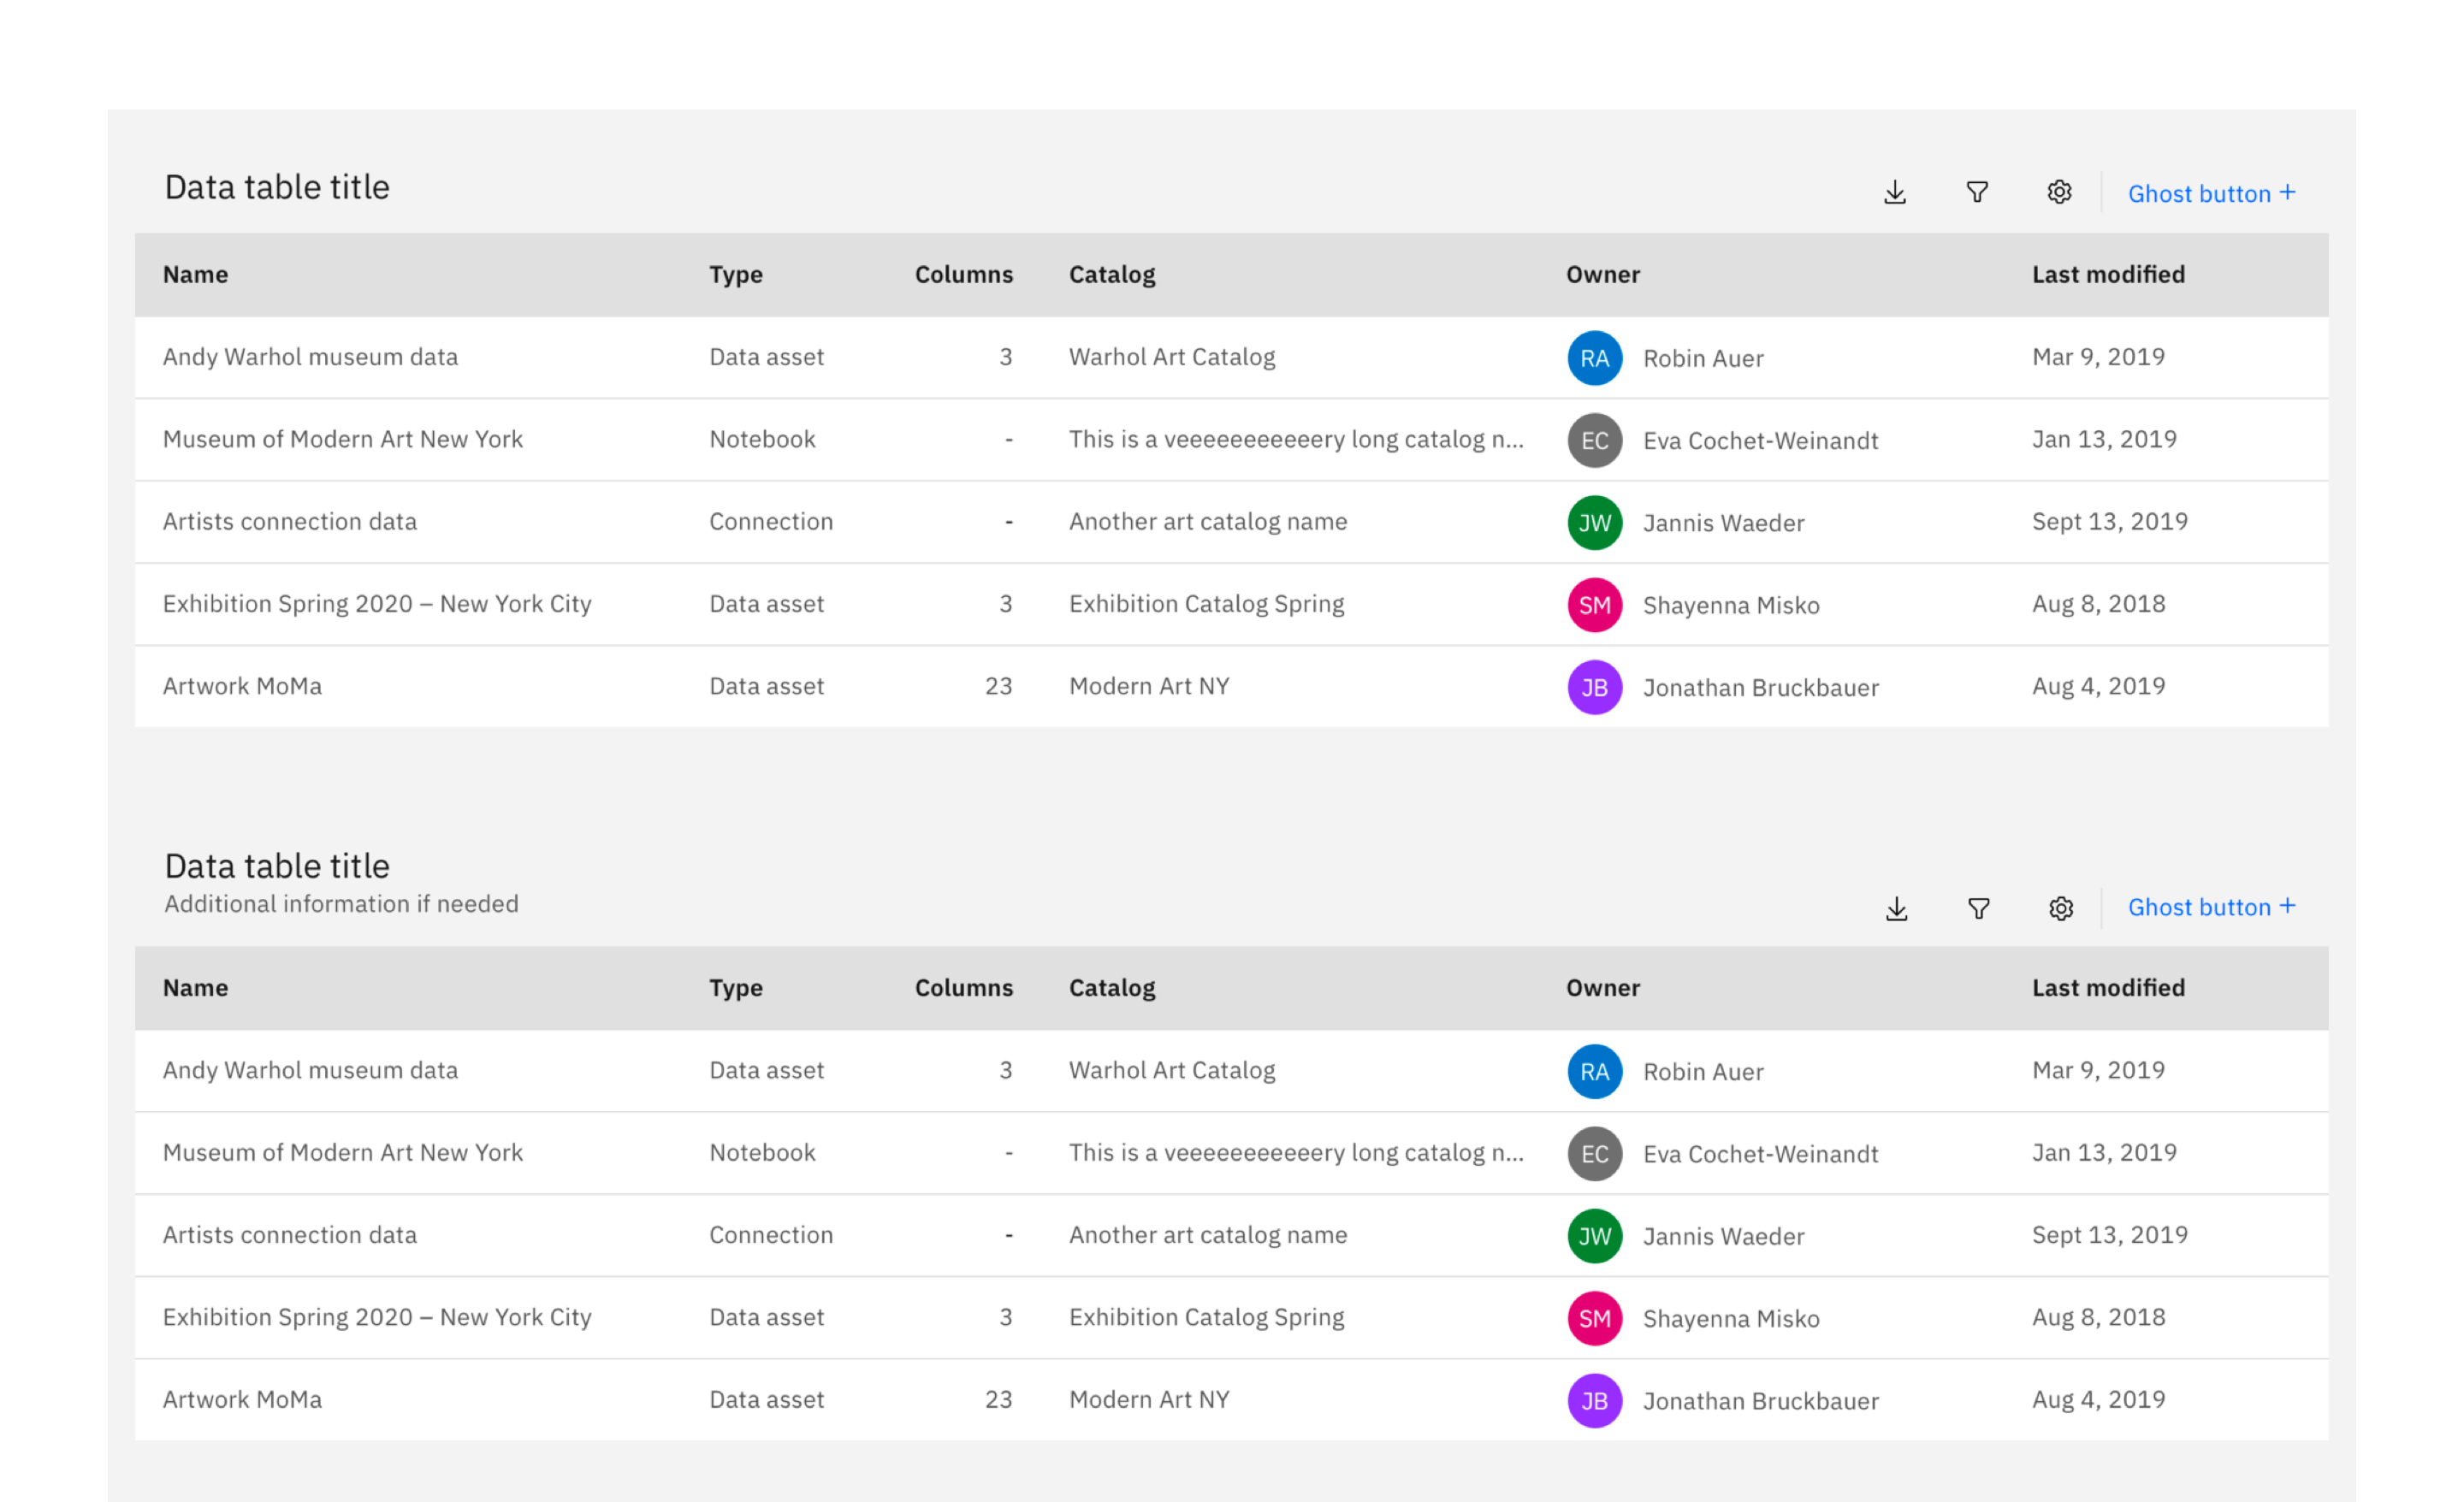 Data table title
Ghost button +
Name Type Columns Catalog Owner Last modified
Andy Warhol museum data Data asset 3 Warhol Art Catalog RA Robin Auer Mar 9, 2019
Museum of Modern Art New York Notebook - This is a veeeeeeeeeeery long catalog n... EC Eva Cochet-Weinandt Jan 13, 2019
Artists connection data Connection - Another art catalog name JW Jannis Waeder Sept 13, 2019
Exhibition Spring 2020 – New York City Data asset 3 Exhibition Catalog Spring SM Shayenna Misko Aug 8, 2018
Artwork MoMa Data asset 23 Modern Art NY JB Jonathan Bruckbauer Aug 4, 2019
Data table title
Additional information if needed
Ghost button +
Name Type Columns Catalog Owner Last modified
Andy Warhol museum data Data asset 3 Warhol Art Catalog RA Robin Auer Mar 9, 2019
Museum of Modern Art New York Notebook - This is a veeeeeeeeeeery long catalog n... EC Eva Cochet-Weinandt Jan 13, 2019
Artists connection data Connection - Another art catalog name JW Jannis Waeder Sept 13, 2019
Exhibition Spring 2020 – New York City Data asset 3 Exhibition Catalog Spring SM Shayenna Misko Aug 8, 2018
Artwork MoMa Data asset 23 Modern Art NY JB Jonathan Bruckbauer Aug 4, 2019